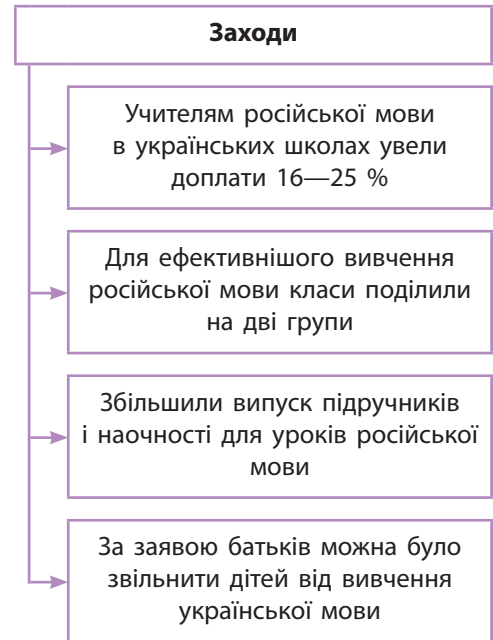 Заходи
Учителям російської мови
в українських школах увели
доплати 16—25 %
Для ефективнішого вивчення
російської мови класи поділили
на дві групи
Збільшили випуск підручників
і наочності для уроків російської
мови
За заявою батьків можна було
звільнити дітей від вивчення
української мови